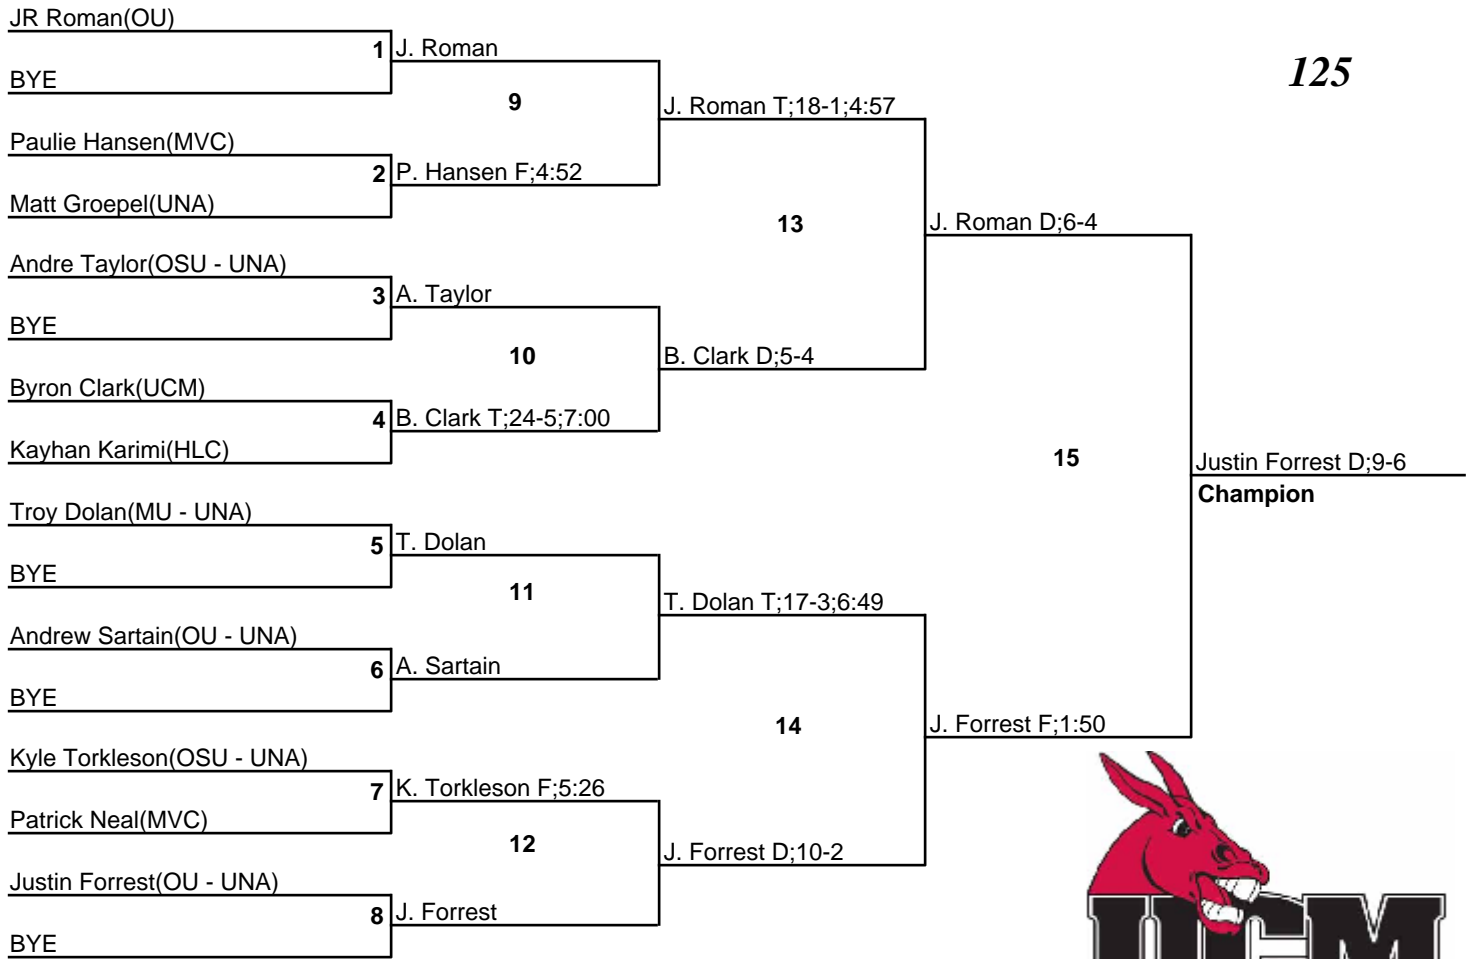 JR Roman(OU)
1 J. Roman
BYE
125
9
J. Roman T;18-1;4:57
Paulie Hansen(MVC)
2 P. Hansen F;4:52
Matt Groepel(UNA)
13
J. Roman D;6-4
Andre Taylor(OSU - UNA)
3 A. Taylor
BYE
10
B. Clark D;5-4
Byron Clark(UCM)
4 B. Clark T;24-5;7:00
Kayhan Karimi(HLC)
15
Justin Forrest D;9-6
Champion
Troy Dolan(MU - UNA)
5 T. Dolan
BYE
11
T. Dolan T;17-3;6:49
Andrew Sartain(OU - UNA)
6 A. Sartain
BYE
14
J. Forrest F;1:50
Kyle Torkleson(OSU - UNA)
7 K. Torkleson F;5:26
Patrick Neal(MVC)
12
J. Forrest D;10-2
Justin Forrest(OU - UNA)
8 J. Forrest
BYE
UCM